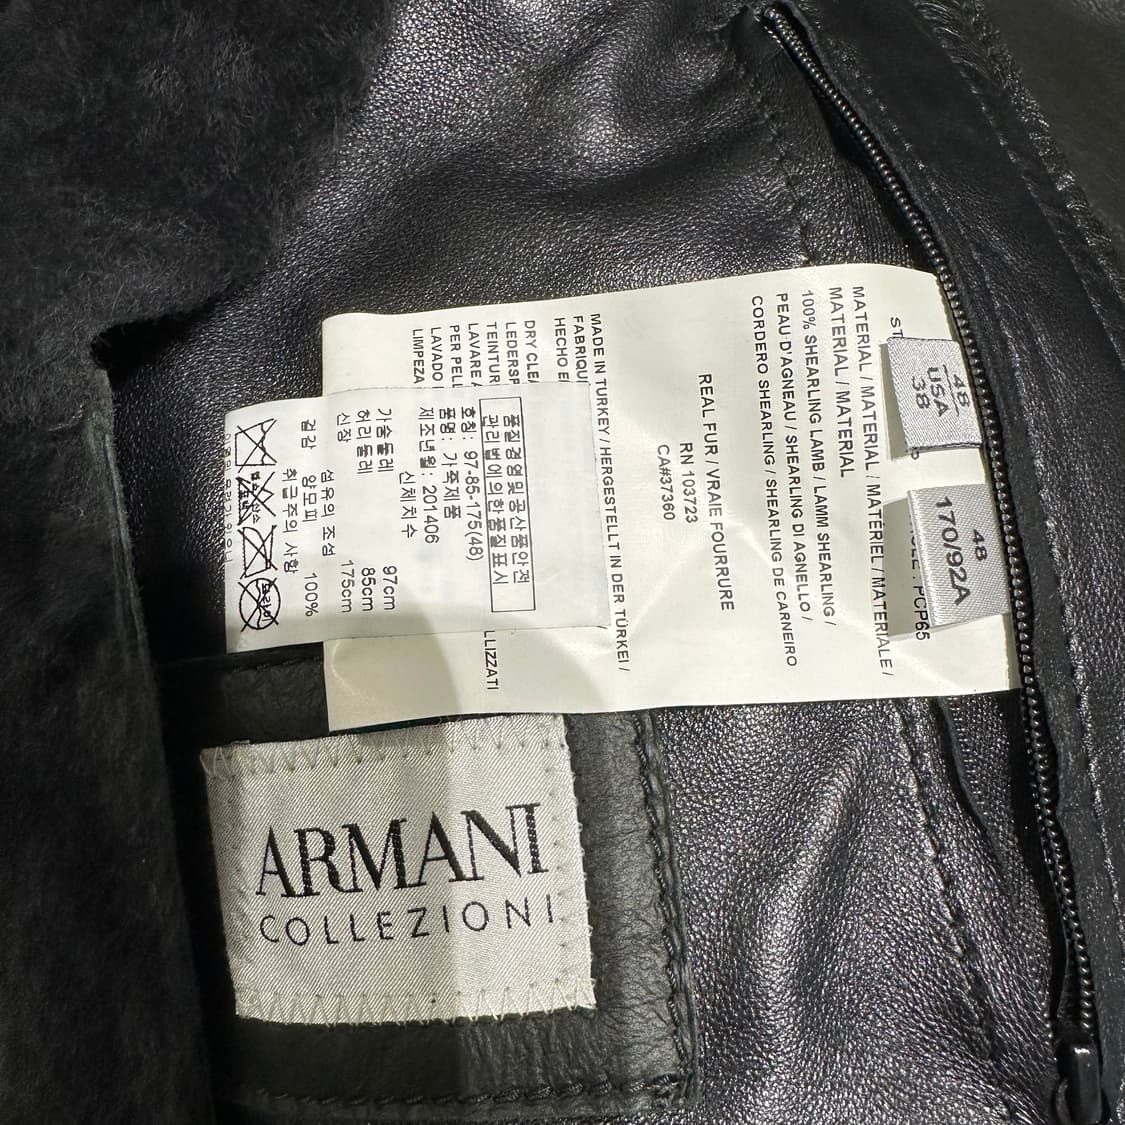 48
USA
38
48
170/92A
ST
: PCP65
MATERIAL / MATERIAL / MATÉRIEL / MATERIALE /
MATERIAL / MATERIAL
100% SHEARLING LAMB / LAMM SHEARLING /
PEAU D'AGNEAU / SHEARLING DI AGNELLO /
CORDERO SHEARLING / SHEARLING DE CARNEIRO
REAL FUR / VRAIE FOURRURE
RN 103723
CA#37360
MADE IN TURKEY / HERGESTELLT IN DER TÜRKEI /
FABRIQU
HECHO E
DRY CLE
LEDERSP
TEINTUR
LAVARE
LLIZZATI
PER PELL
LAVADO
LIMPEZA
품질경영및공산품안전
관리법에의한품질표시
호칭: 97-85-175(48)
품명: 가죽제품
제조년월: 201406
신체치수
가슴둘레 97cm
허리둘레 85cm
신장 175cm
섬유의 조성
겉감 양모피 100%
취급주의 사항
드라이
ARMANI
COLLEZIONI